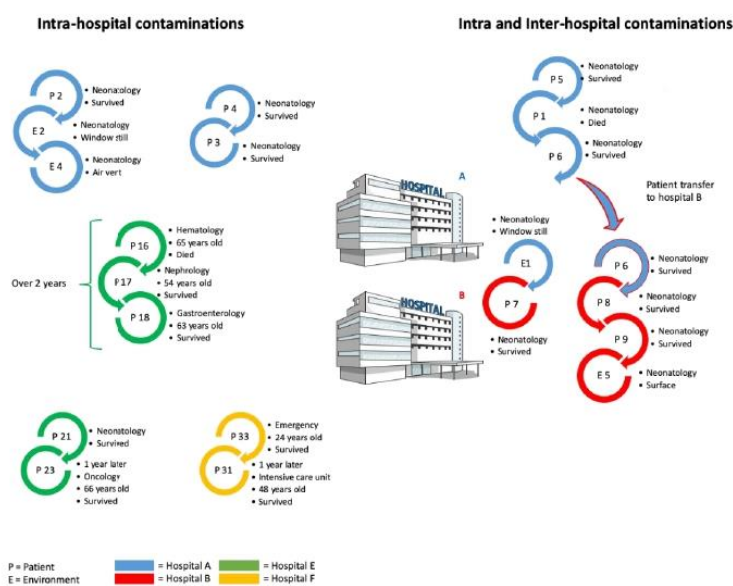 Intra-hospital contaminations
Intra and Inter-hospital contaminations
P 2
• Neonatology
• Survived
E 2
• Neonatology
• Window still
E 4
• Neonatology
• Air vert
P 4
• Neonatology
• Survived
P 3
• Neonatology
• Survived
P 5
• Neonatology
• Survived
P 1
• Neonatology
• Died
P 6
• Neonatology
• Survived
Patient transfer
to hospital B
A
HOSPITAL
B
HOSPITAL
• Neonatology
• Window still
E1
P 7
• Neonatology
• Survived
P 6
• Neonatology
• Survived
P 8
• Neonatology
• Survived
P 9
• Neonatology
• Survived
E 5
• Neonatology
• Surface
Over 2 years
P 16
• Hematology
• 65 years old
• Died
P17
• Nephrology
• 54 years old
• Survived
P 18
• Gastroenterology
• 63 years old
• Survived
P 21
• Neonatology
• Survived
P 23
• 1 year later
• Oncology
• 66 years old
• Survived
P 33
• Emergency
• 24 years old
• Survived
P 31
• 1 year later
• Intensive care unit
• 48 years old
• Survived
P = Patient
E = Environment
= Hospital A
= Hospital B
= Hospital E
= Hospital F